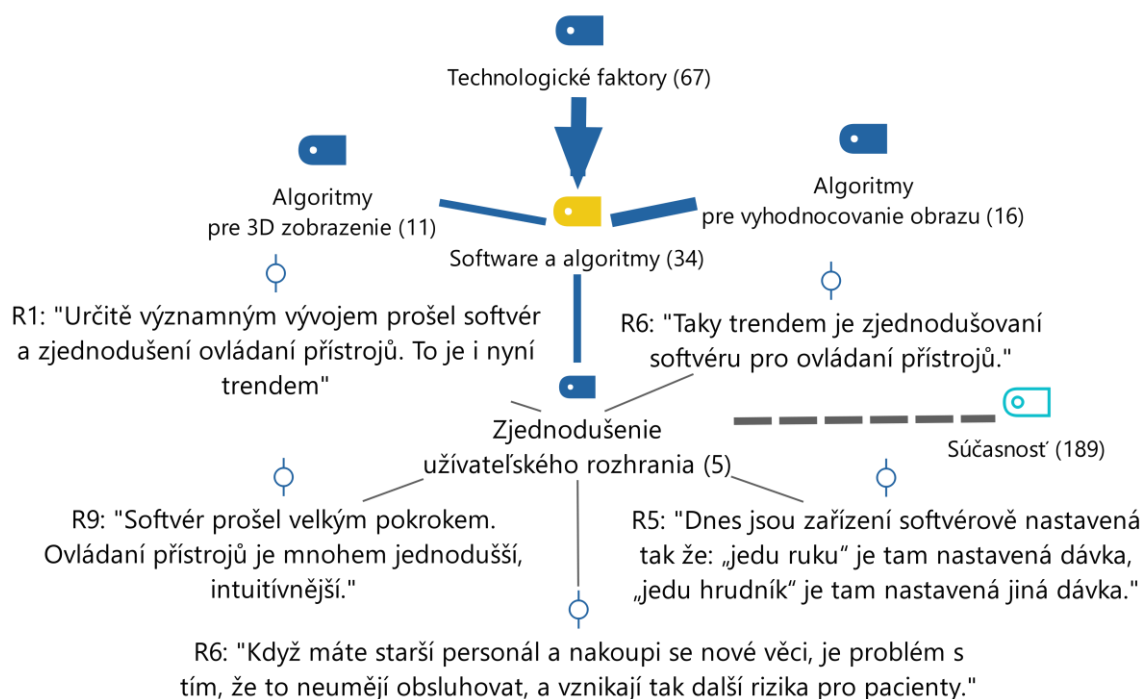 Technologické faktory (67)
Algoritmy
pre 3D zobrazenie (11)
Algoritmy
pre vyhodnocovanie obrazu (16)
Software a algoritmy (34)
R1: "Určitě významným vývojem prošel softvér
a zjednodušení ovládaní přístrojů. To je i nyní
trendem"
R6: "Taky trendem je zjednodušovaní
softvéru pro ovládaní přístrojů."
Zjednodušenie
užívateľského rozhrania (5)
Súčasnosť (189)
R9: "Softvér prošel velkým pokrokem.
Ovládaní přístrojů je mnohem jednodušší,
intuitívnější."
R5: "Dnes jsou zařízení softvérově nastavená
tak že: „jedu ruku“ je tam nastavená dávka,
„jedu hrudník“ je tam nastavená jiná dávka."
R6: "Když máte starší personál a nakoupi se nové věci, je problém s
tím, že to neumějí obsluhovat, a vznikají tak další rizika pro pacienty."